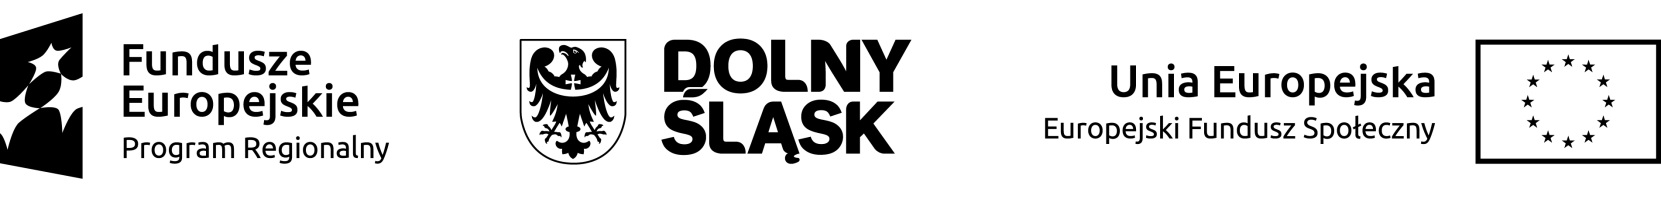 Fundusze
Europejskie
Program Regionalny
DOLNY
ŚLĄSK
Unia Europejska
Europejski Fundusz Społeczny